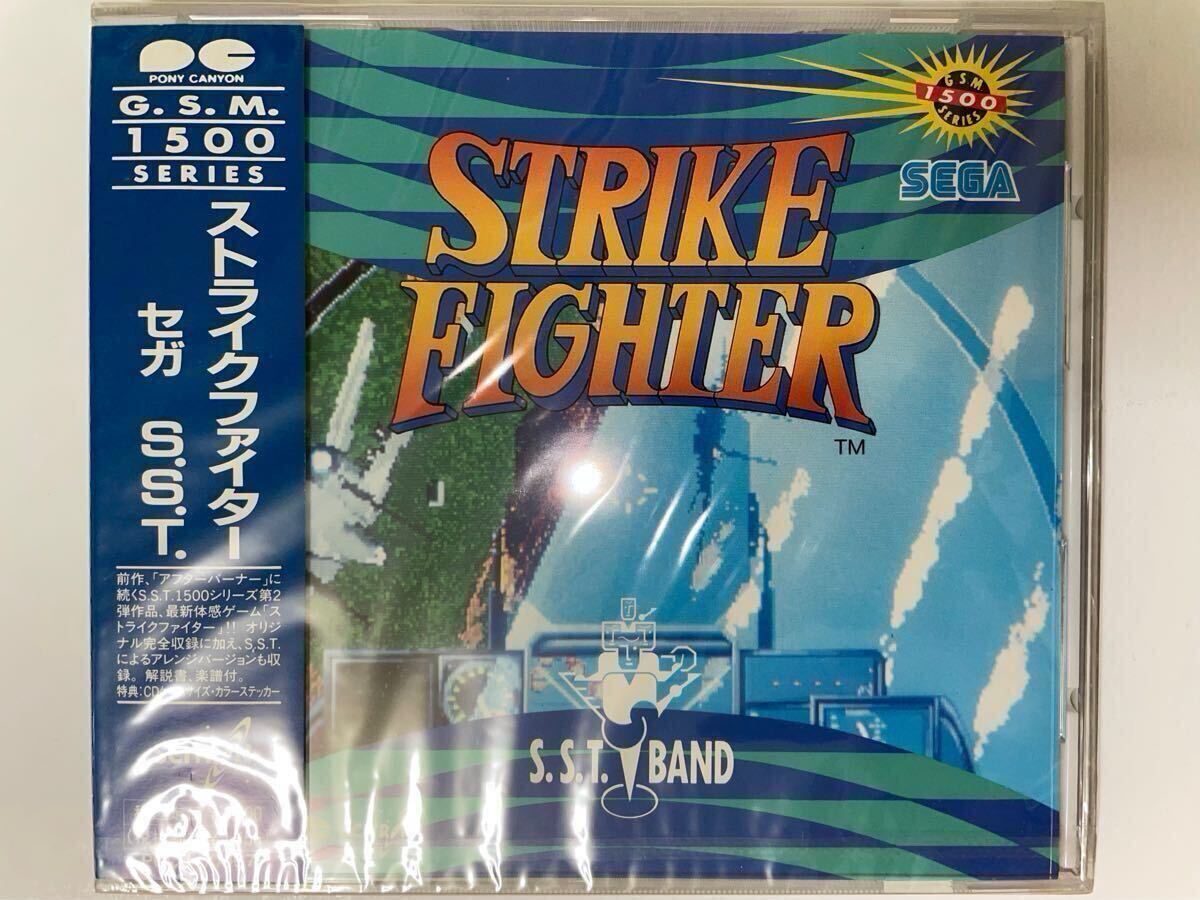 PONY CANYON
G. S. M.
1500
SERIES
ストライクファイター
セガ S.S.T.
前作、「アフターバーナー」に
続くS.S.T.1500シリーズ第2
弾作品、最新体感ゲーム「ス
トライクファイター」!! オリジ
ナル完全収録に加え、S.S.T.
によるアレンジバージョンも収
録。解説書、楽譜付。
特典:CD サイズ・カラーステッカー
G S M
1500
SERIES
SEGA
STRIKE
FIGHTER
TM
S.S.T. BAND